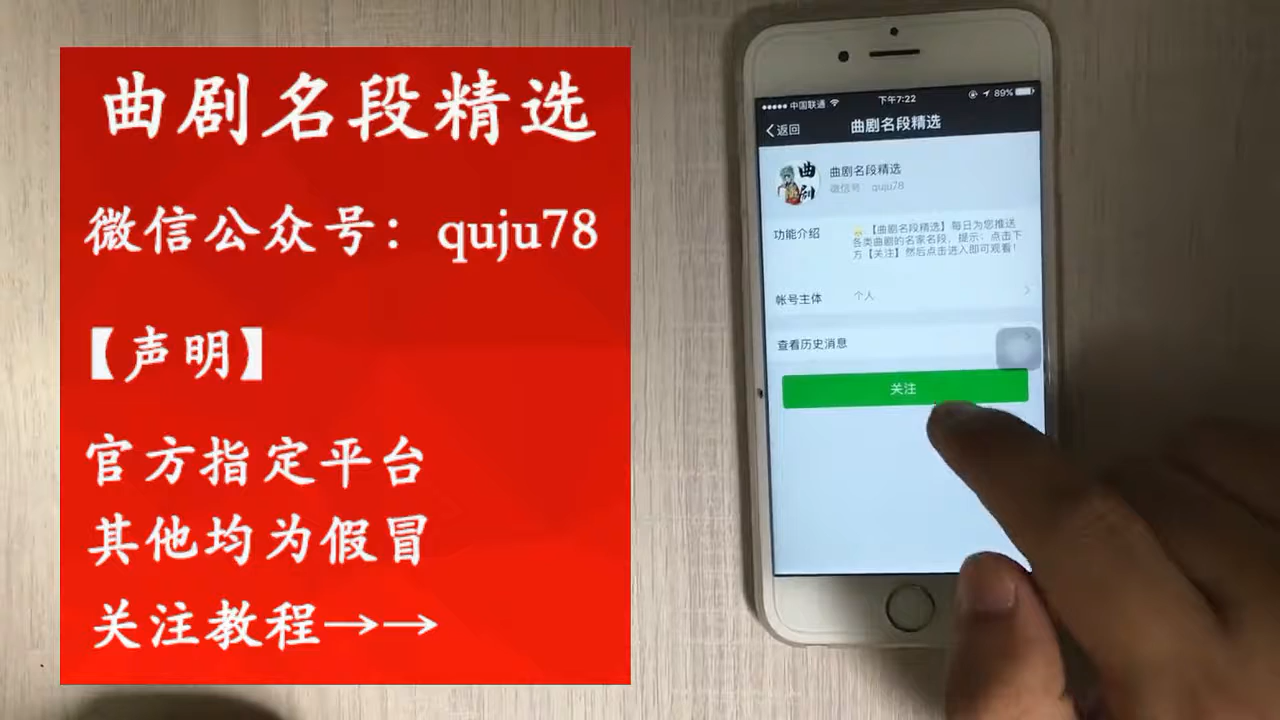 曲剧名段精选
微信公众号：quju78
【声明】
官方指定平台
其他均为假冒
关注教程→→
中国联通 下午7:22 89%
返回 曲剧名段精选
曲剧
曲剧名段精选
微信号：quju78
功能介绍 【曲剧名段精选】每日为您推送
各类曲剧的名家名段，提示：点击下
方【关注】然后点击进入即可观看！
帐号主体 个人
查看历史消息
关注